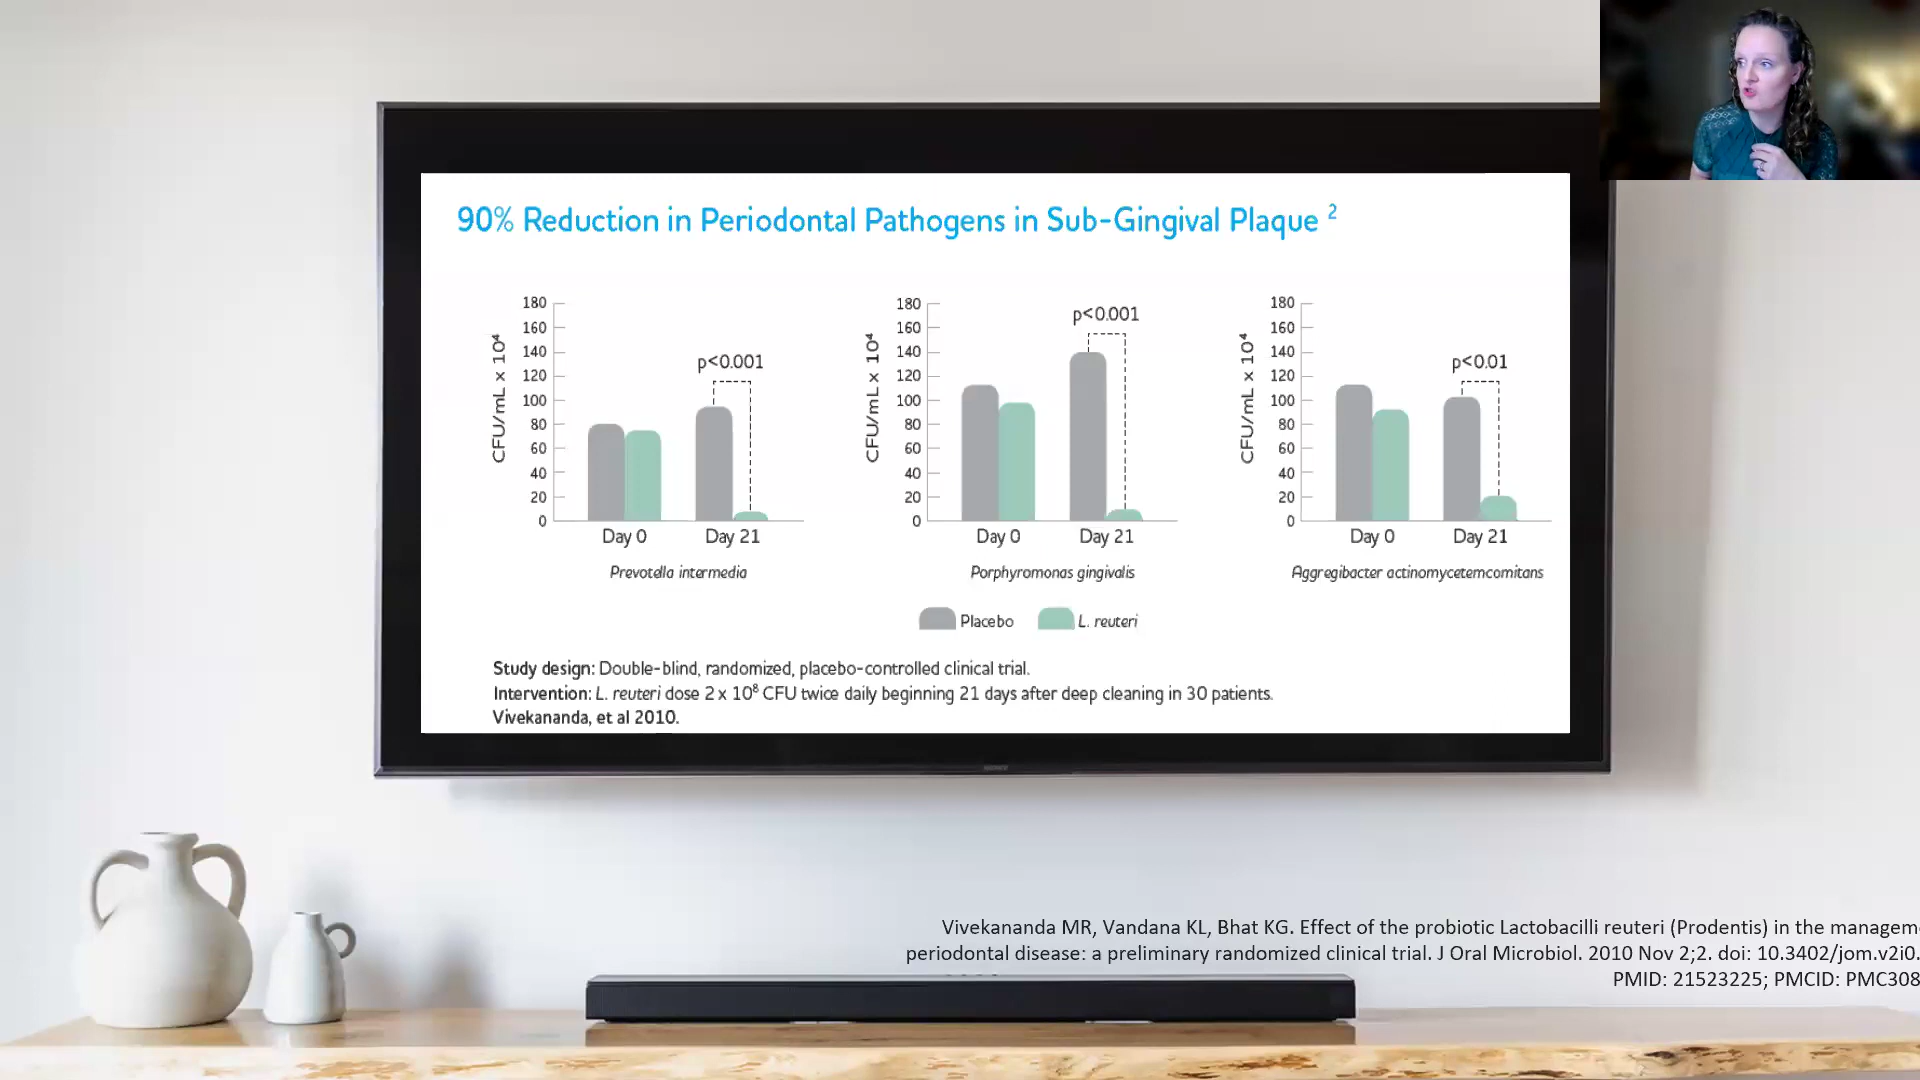 90% Reduction in Periodontal Pathogens in Sub-Gingival Plaque ²
180
160
140
120
100
80
60
40
20
0
CFU/mL x 10⁴
p<0.001
Day 0
Day 21
Prevotella intermedia
180
160
140
120
100
80
60
40
20
0
CFU/mL x 10⁴
p<0.001
Day 0
Day 21
Porphyromonas gingivalis
180
160
140
120
100
80
60
40
20
0
CFU/mL x 10⁴
p<0.01
Day 0
Day 21
Aggregibacter actinomycetemcomitans
Placebo
L. reuteri
Study design: Double-blind, randomized, placebo-controlled clinical trial.
Intervention: L. reuteri dose 2 x 10⁸ CFU twice daily beginning 21 days after deep cleaning in 30 patients.
Vivekananda, et al 2010.
Vivekananda MR, Vandana KL, Bhat KG. Effect of the probiotic Lactobacilli reuteri (Prodentis) in the managem
periodontal disease: a preliminary randomized clinical trial. J Oral Microbiol. 2010 Nov 2;2. doi: 10.3402/jom.v2i0.
PMID: 21523225; PMCID: PMC308